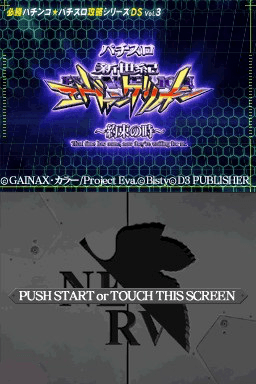 必勝パチンコ★パチスロ攻略シリーズDS Vol.3
パチスロ
新世紀
エヴァンゲリオン
～約束の時～
©GAINAX・カラー/Project Eva.©Bisty©D3 PUBLISHER
NERV
PUSH START or TOUCH THIS SCREEN